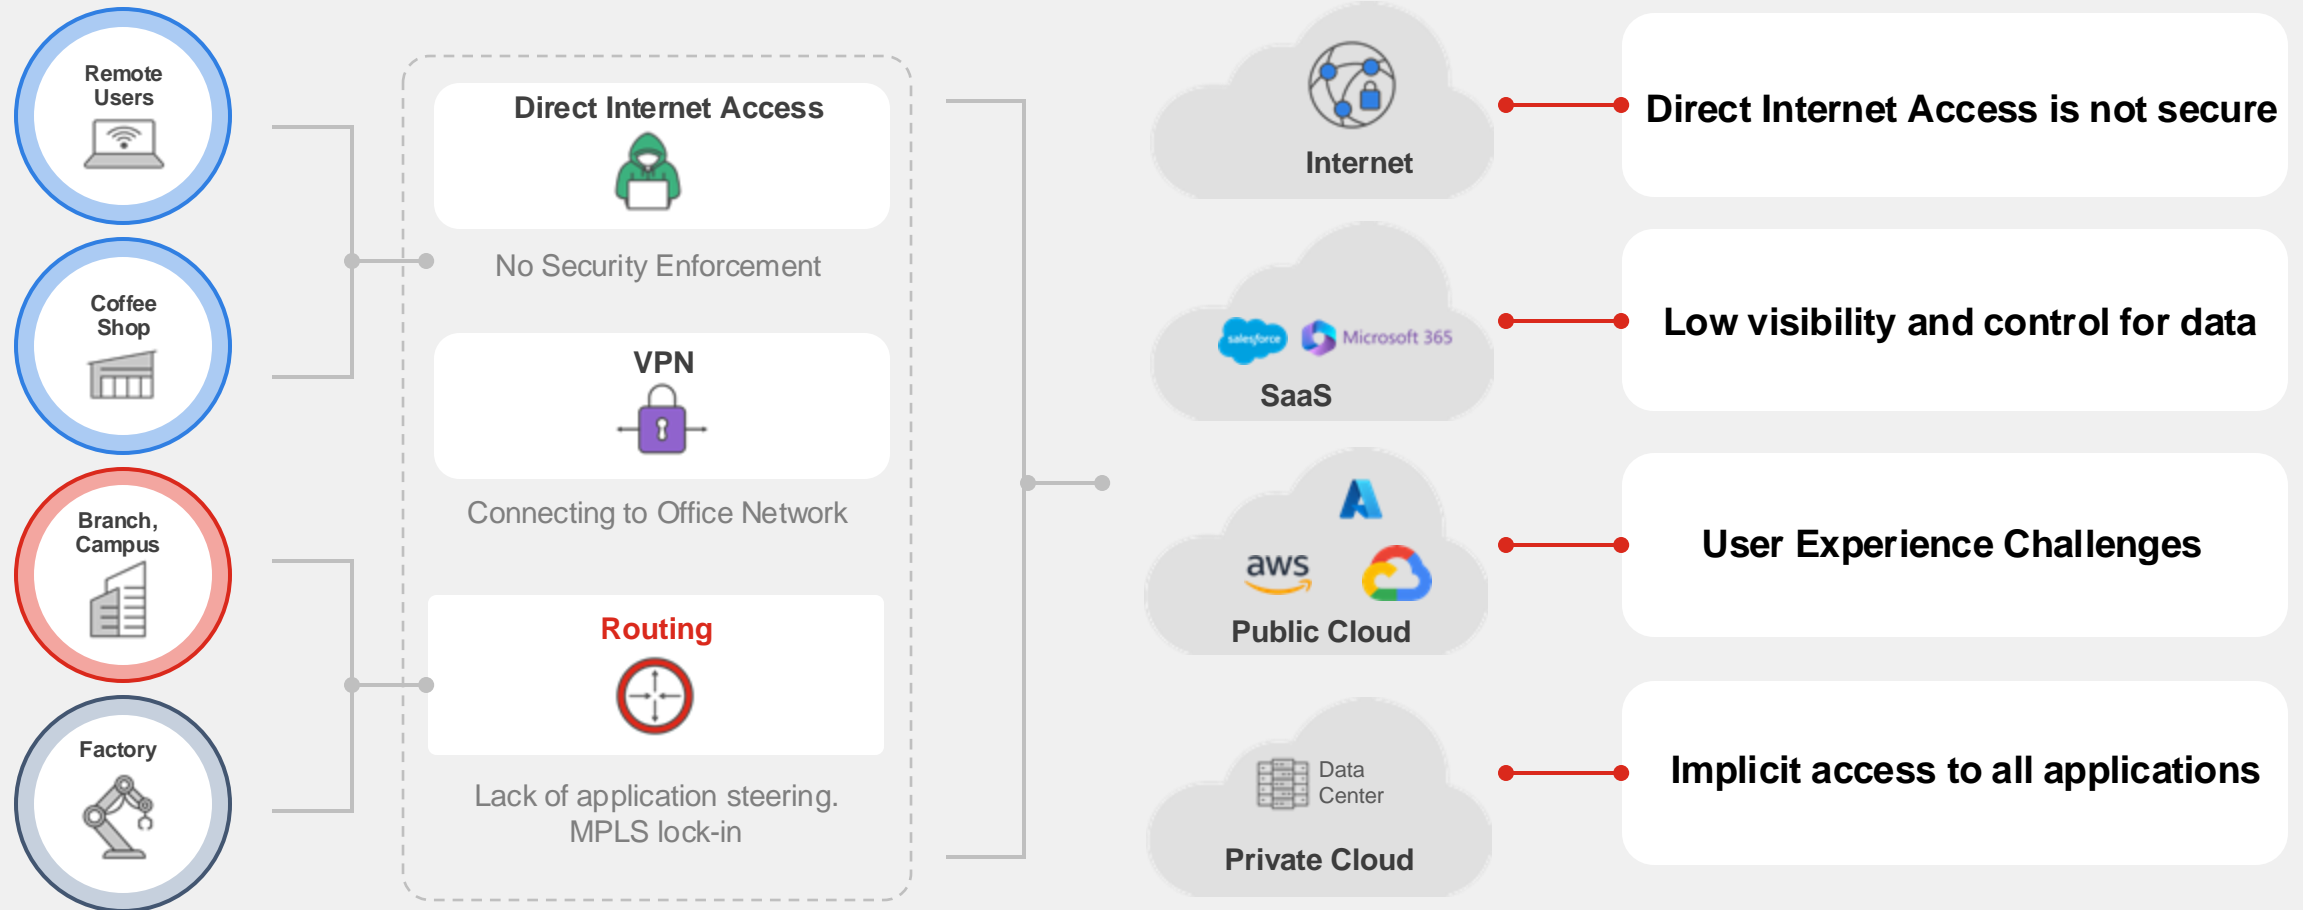 Remote
Users
Coffee
Shop
Branch,
Campus
Factory
Direct Internet Access
No Security Enforcement
VPN
Connecting to Office Network
Routing
Lack of application steering.
MPLS lock-in
Internet
salesforce
Microsoft 365
SaaS
aws
Public Cloud
Data
Center
Private Cloud
Direct Internet Access is not secure
Low visibility and control for data
User Experience Challenges
Implicit access to all applications